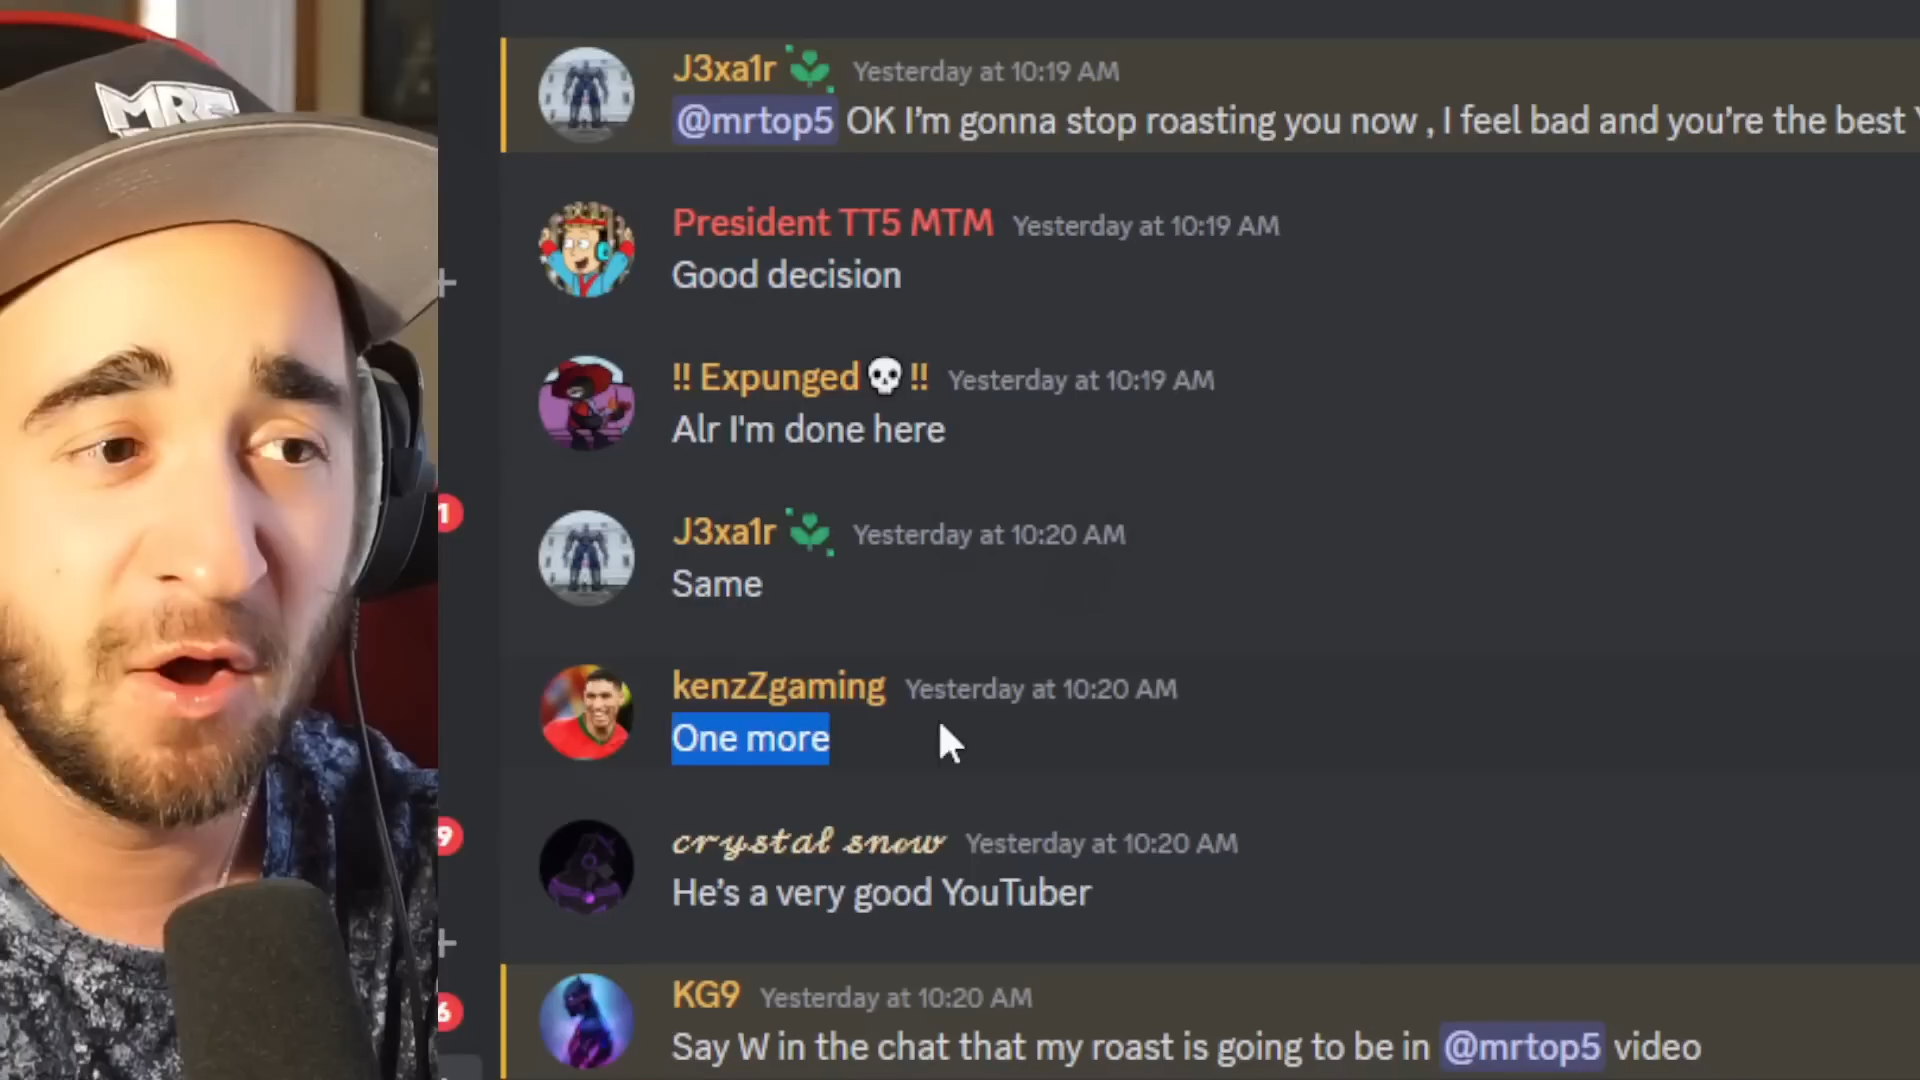 MRF
J3xa1r Yesterday at 10:19 AM
@mrtop5 OK I'm gonna stop roasting you now , I feel bad and you're the best
President TT5 MTM Yesterday at 10:19 AM
Good decision
!! Expunged💀!! Yesterday at 10:19 AM
Alr I'm done here
1
J3xa1r Yesterday at 10:20 AM
Same
kenzZgaming Yesterday at 10:20 AM
One more
9
crystal snow Yesterday at 10:20 AM
He's a very good YouTuber
6
KG9 Yesterday at 10:20 AM
Say W in the chat that my roast is going to be in @mrtop5 video